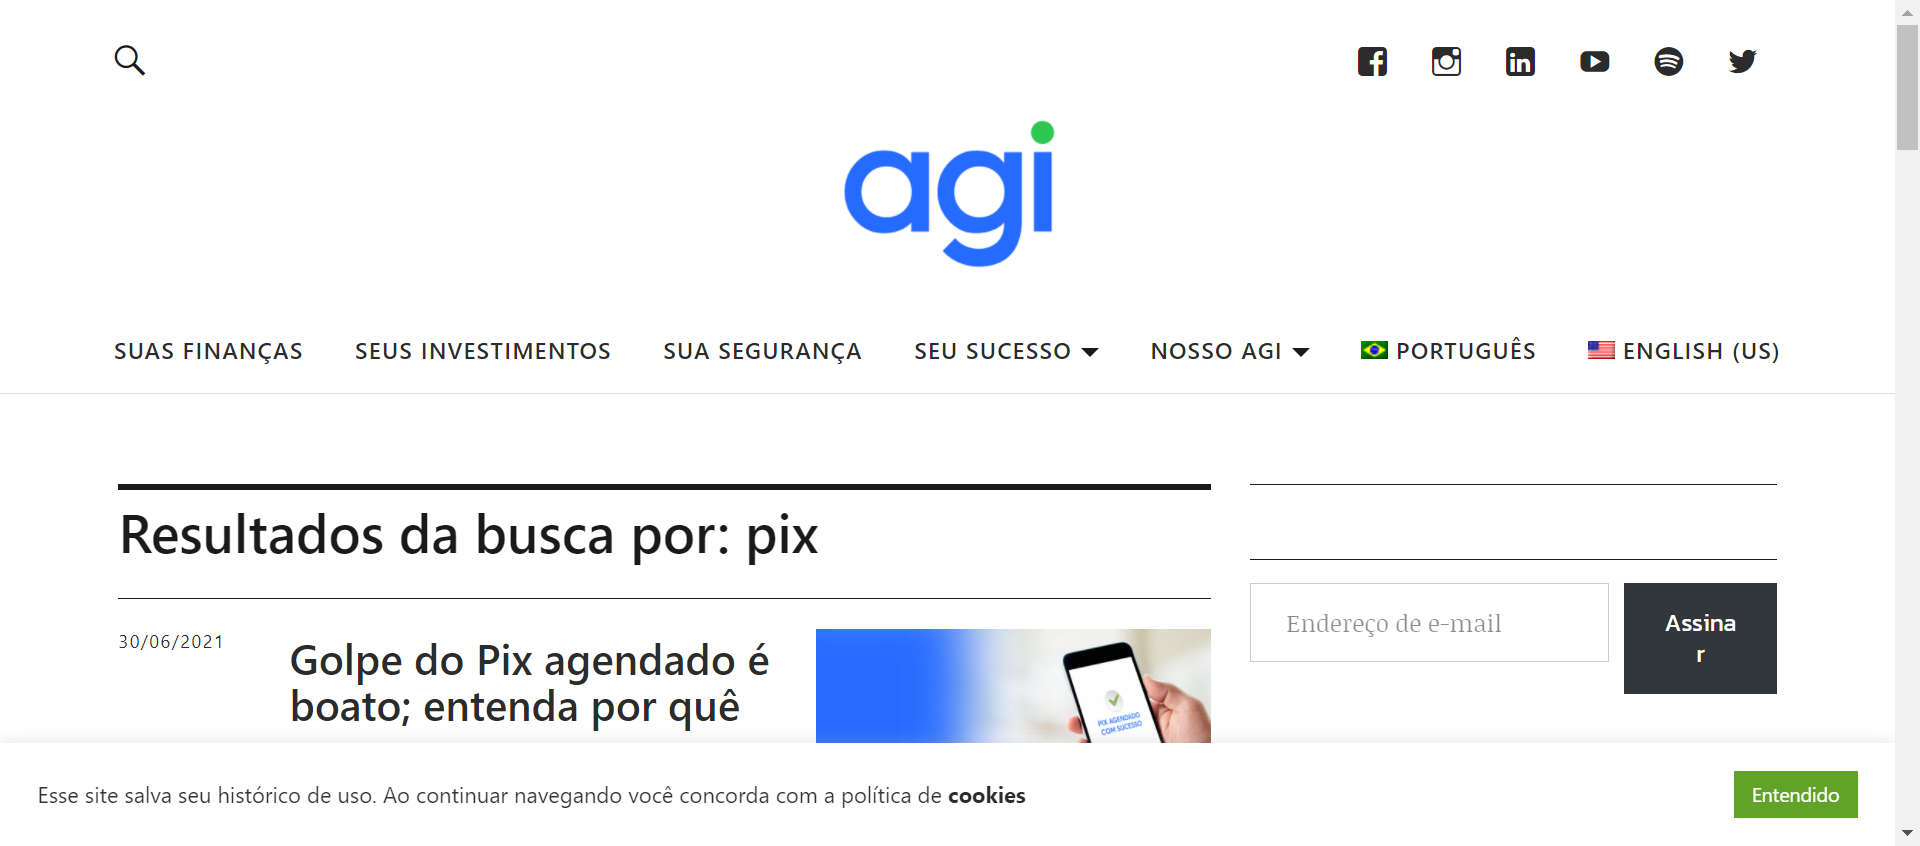 agi
SUAS FINANÇAS SEUS INVESTIMENTOS SUA SEGURANÇA SEU SUCESSO NOSSO AGI PORTUGUÊS ENGLISH (US)
Resultados da busca por: pix
30/06/2021
Golpe do Pix agendado é
boato; entenda por quê
PIX AGENDADO
COM SUCESSO
Endereço de e-mail
Assina
r
Esse site salva seu histórico de uso. Ao continuar navegando você concorda com a política de cookies
Entendido